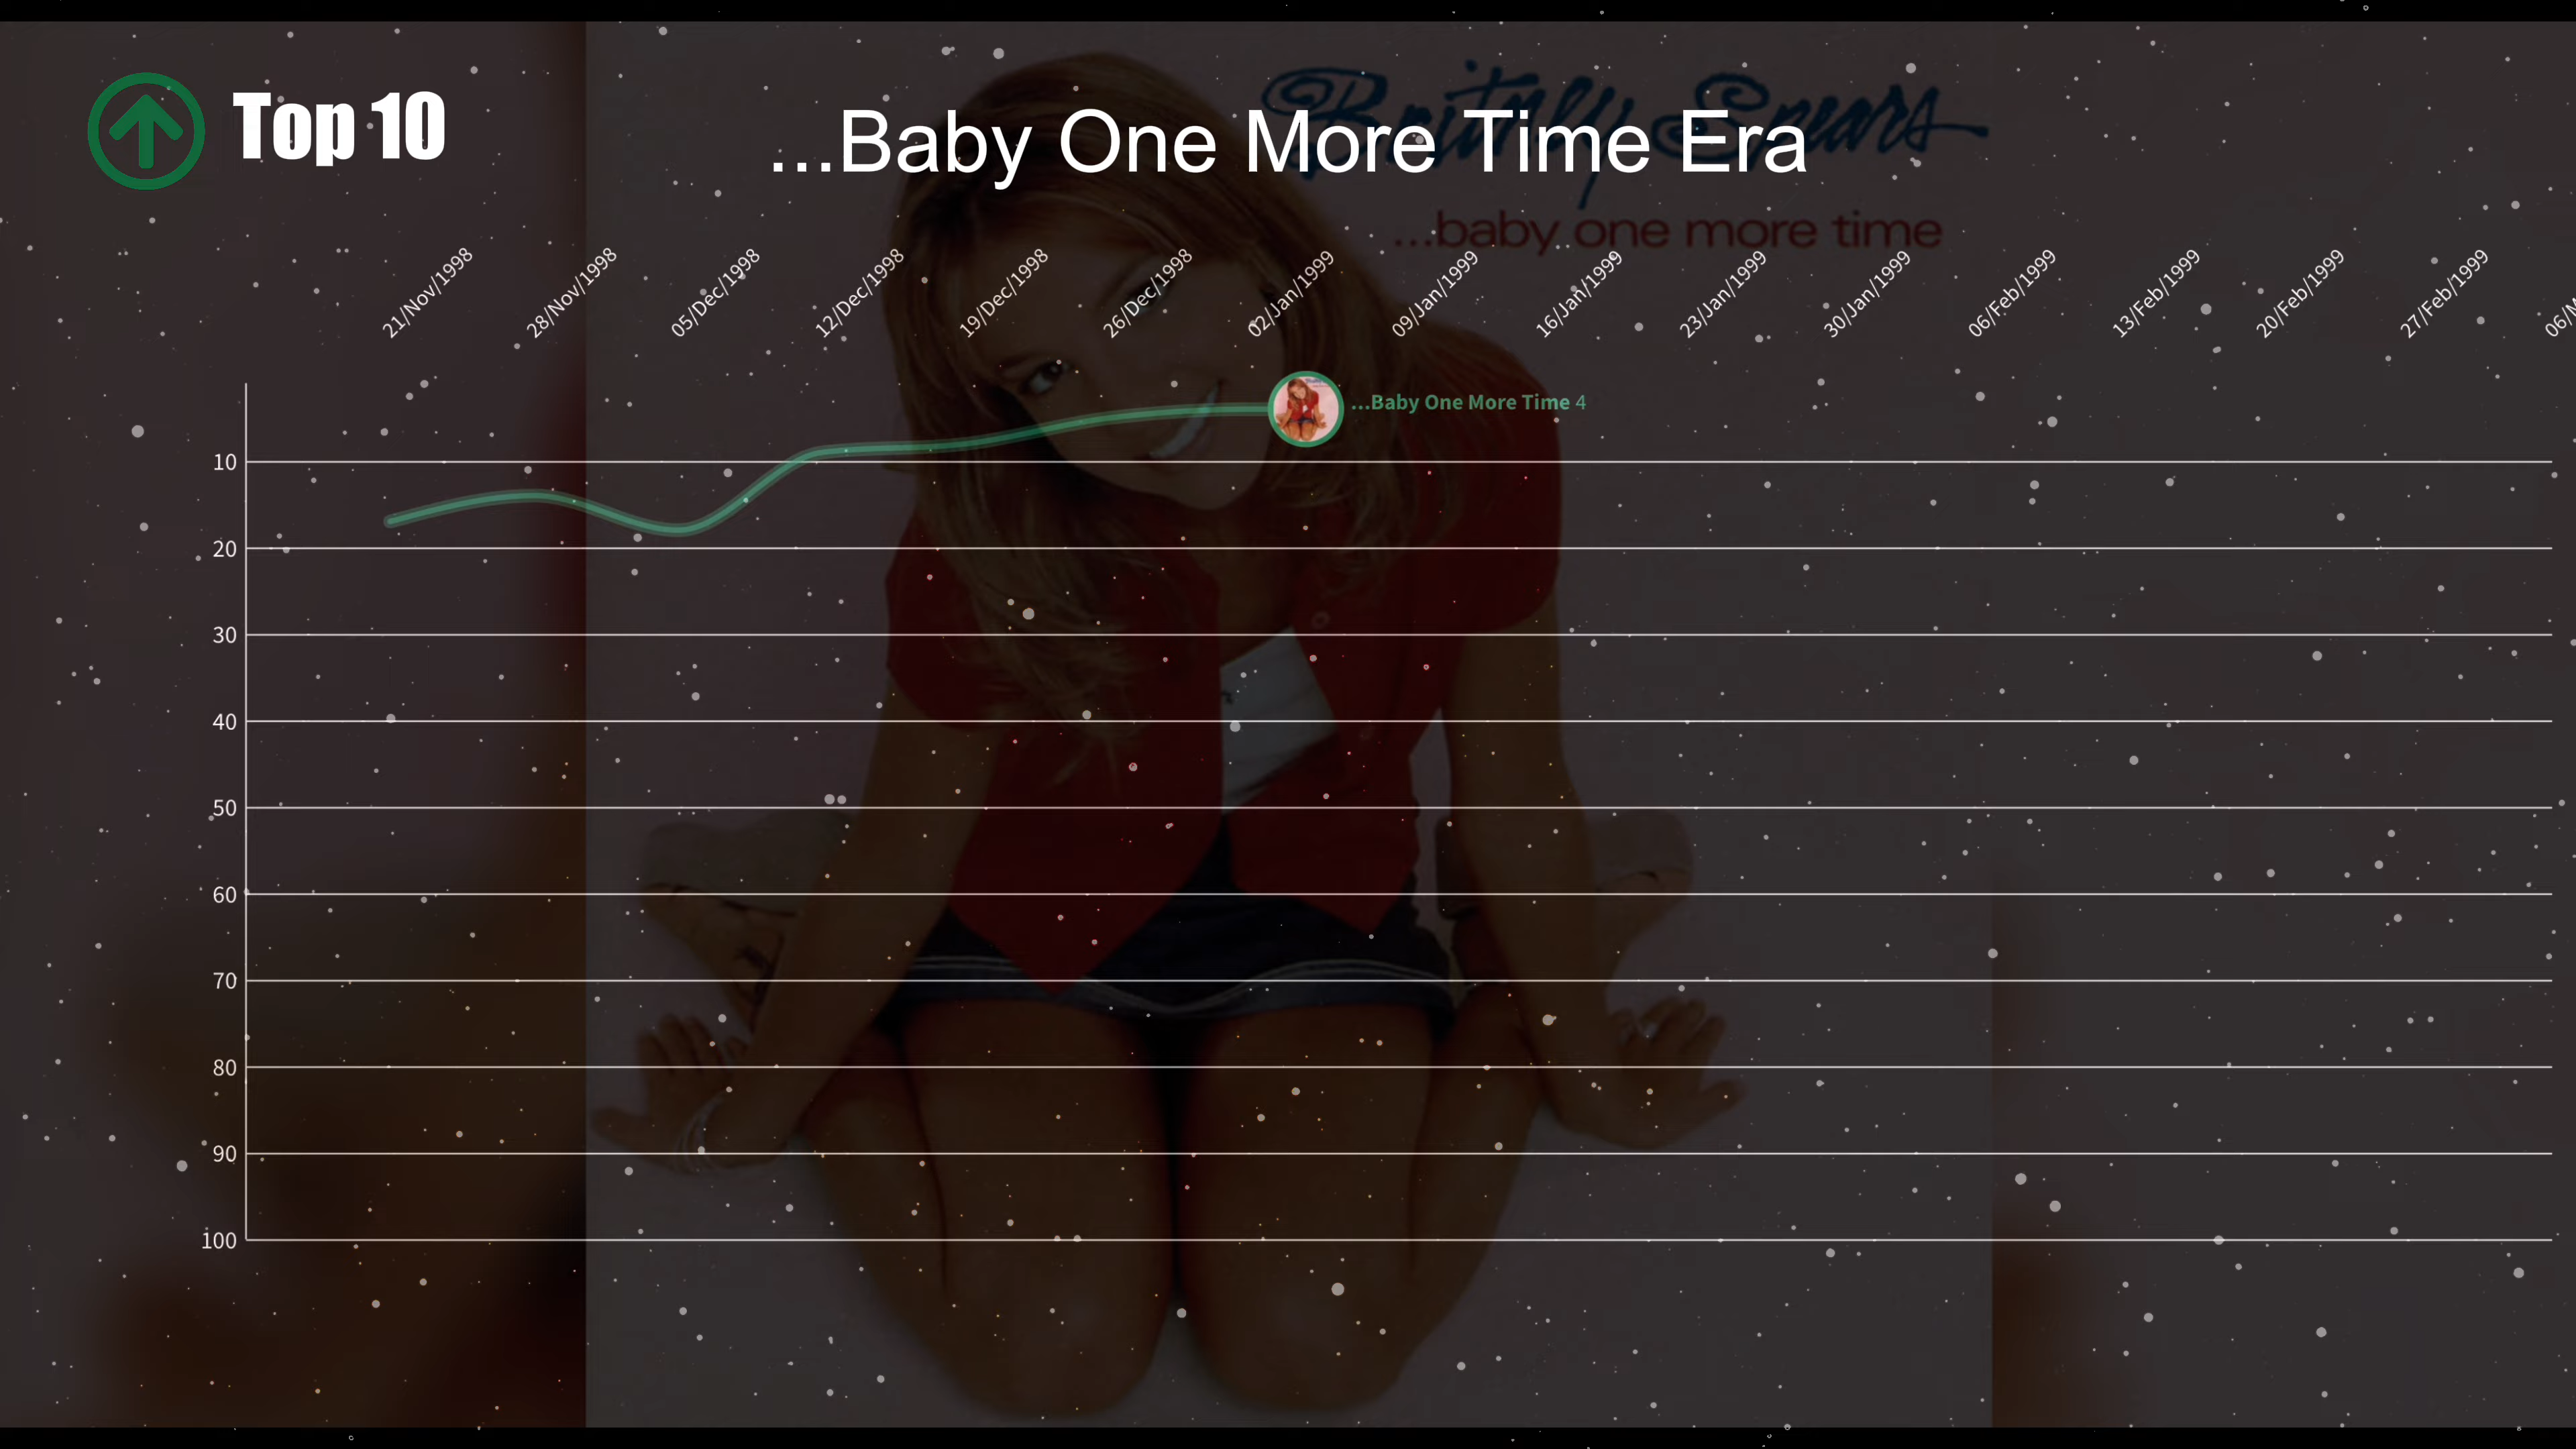 Top 10
...Baby One More Time Era
Britney Spears
...baby one more time
21/Nov/1998
28/Nov/1998
05/Dec/1998
12/Dec/1998
19/Dec/1998
26/Dec/1998
02/Jan/1999
09/Jan/1999
16/Jan/1999
23/Jan/1999
30/Jan/1999
06/Feb/1999
13/Feb/1999
20/Feb/1999
27/Feb/1999
06/M
...Baby One More Time 4
10
20
30
40
50
60
70
80
90
100